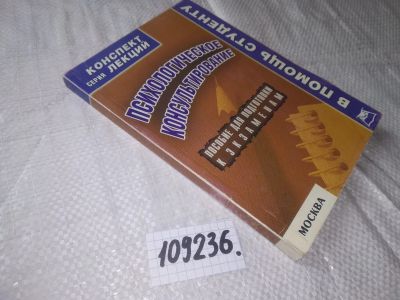 В ПОМОЩЬ СТУДЕНТУ
серия
КОНСПЕКТ
ЛЕКЦИЙ
ПСИХОЛОГИЧЕСКОЕ
КОНСУЛЬТИРОВАНИЕ
ПОСОБИЕ ДЛЯ ПОДГОТОВКИ
К ЭКЗАМЕНАМ
МОСКВА
109236.